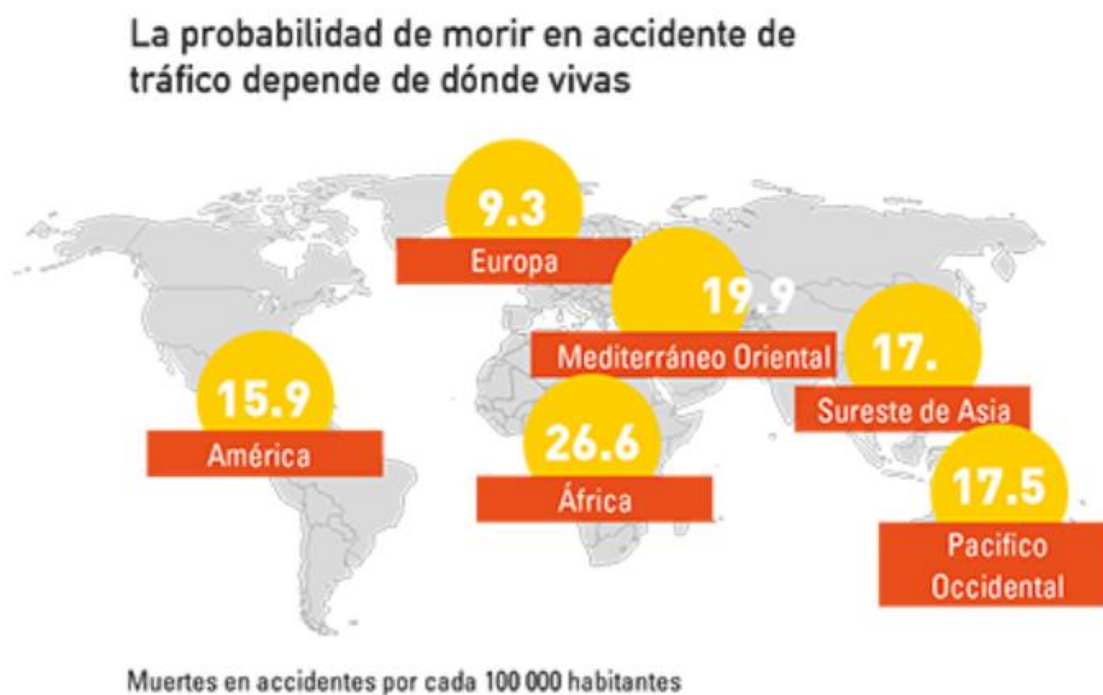 La probabilidad de morir en accidente de
tráfico depende de dónde vivas
9.3
Europa
19.9
Mediterráneo Oriental
17.
Sureste de Asia
15.9
América
26.6
África
17.5
Pacifico
Occidental
Muertes en accidentes por cada 100 000 habitantes